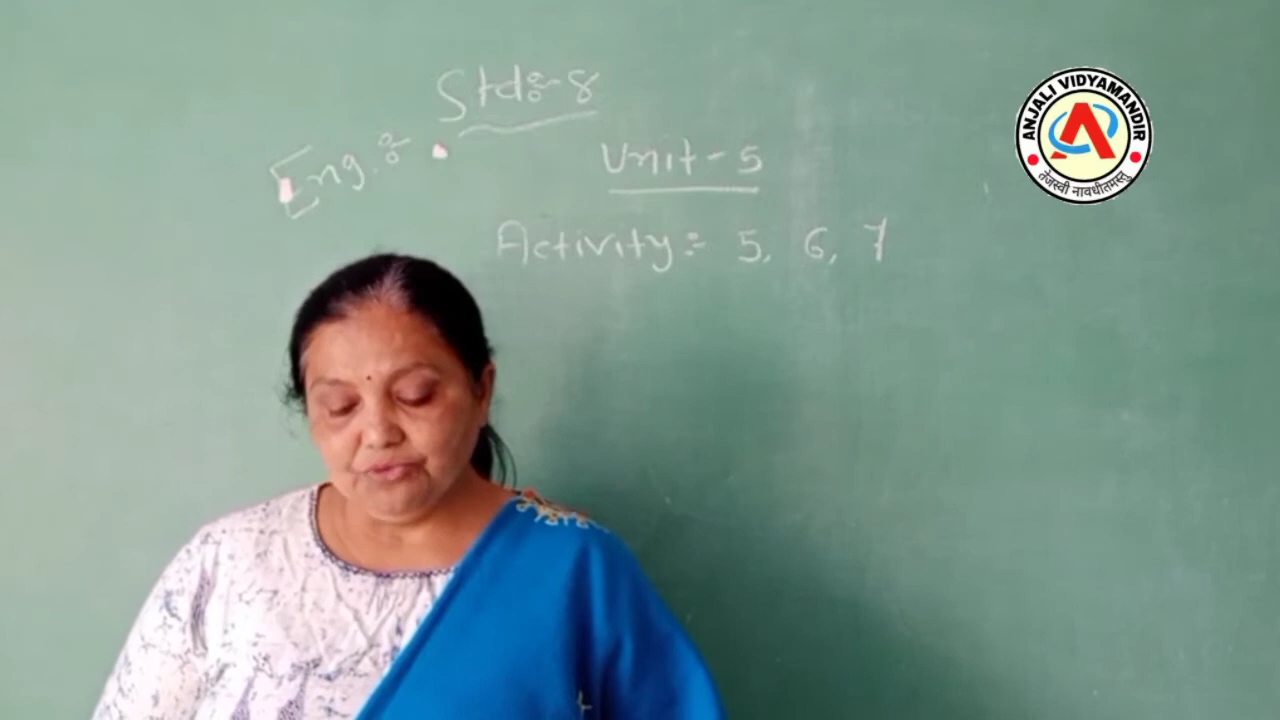 Std:- 8
Eng.:-
Unit - 5
Activity:- 5, 6, 7
ANJALI VIDYAMANDIR
तेजस्वी नावधीतमस्तु